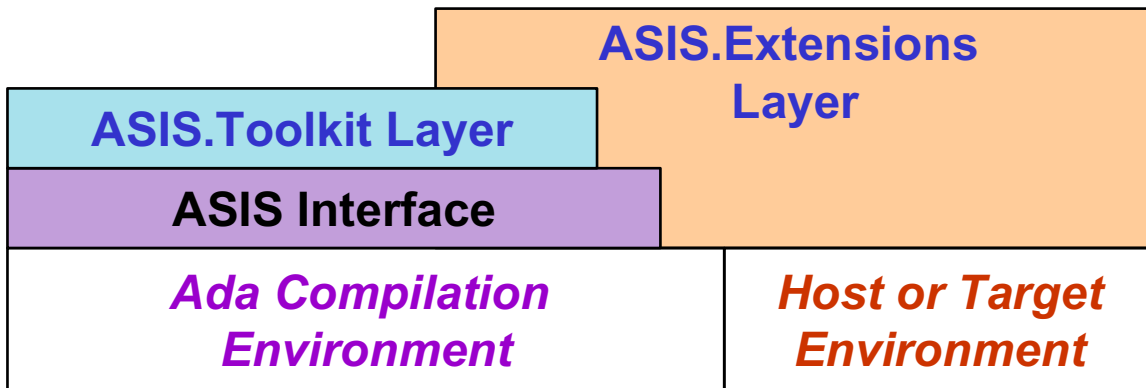 ASIS.Extensions
Layer
ASIS.Toolkit Layer
ASIS Interface
Ada Compilation
Environment
Host or Target
Environment